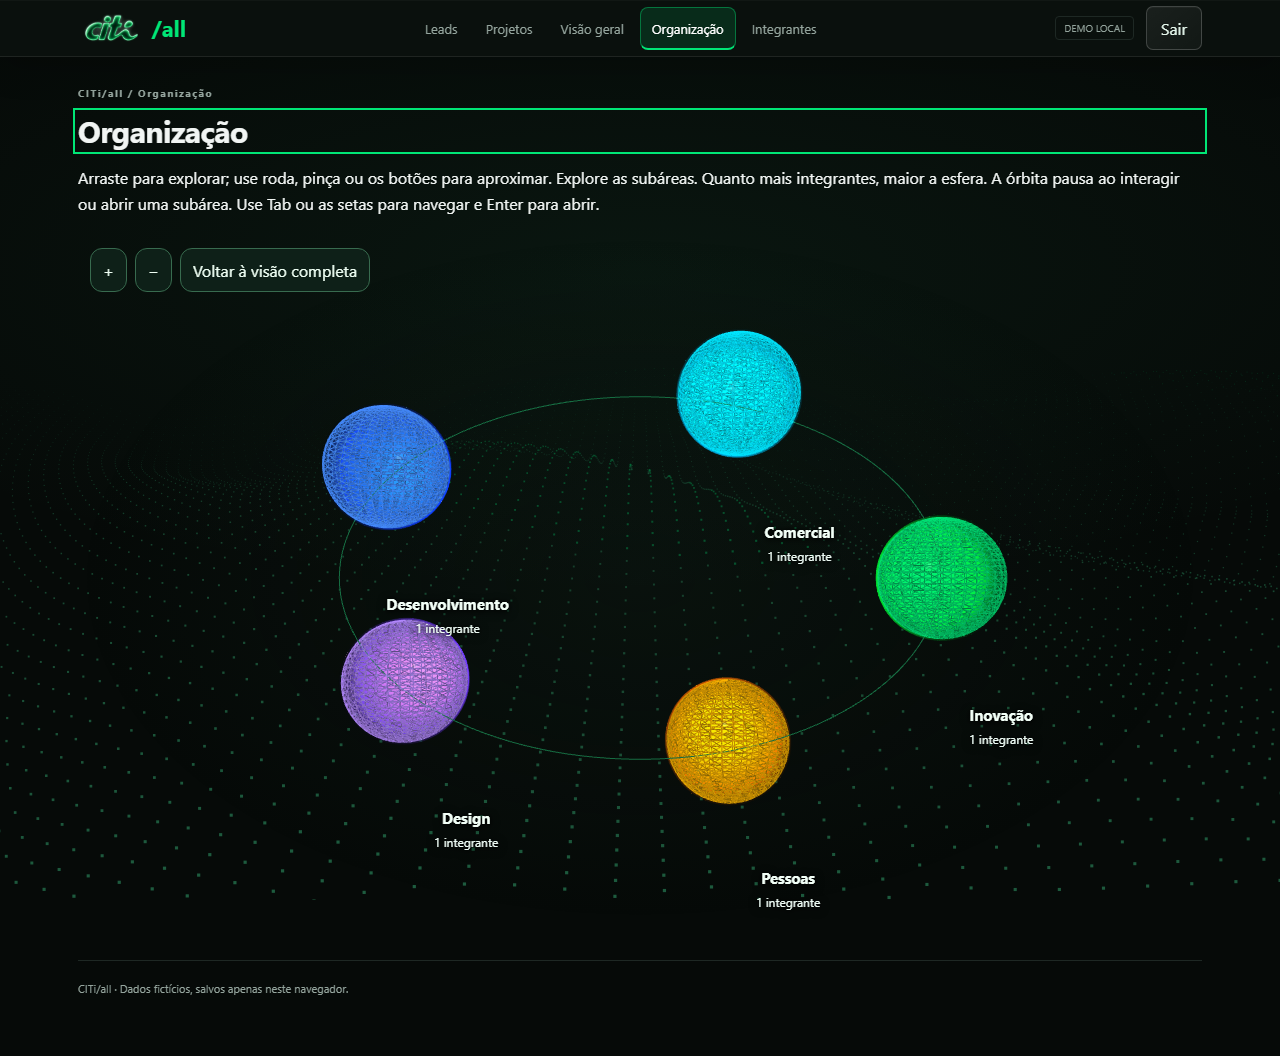 citi /all
Leads
Projetos
Visão geral
Organização
Integrantes
DEMO LOCAL
Sair
CITi/all / Organização
Organização
Arraste para explorar; use roda, pinça ou os botões para aproximar. Explore as subáreas. Quanto mais integrantes, maior a esfera. A órbita pausa ao interagir
ou abrir uma subárea. Use Tab ou as setas para navegar e Enter para abrir.
+
−
Voltar à visão completa
Comercial
1 integrante
Desenvolvimento
1 integrante
Inovação
1 integrante
Design
1 integrante
Pessoas
1 integrante
CITi/all · Dados fictícios, salvos apenas neste navegador.